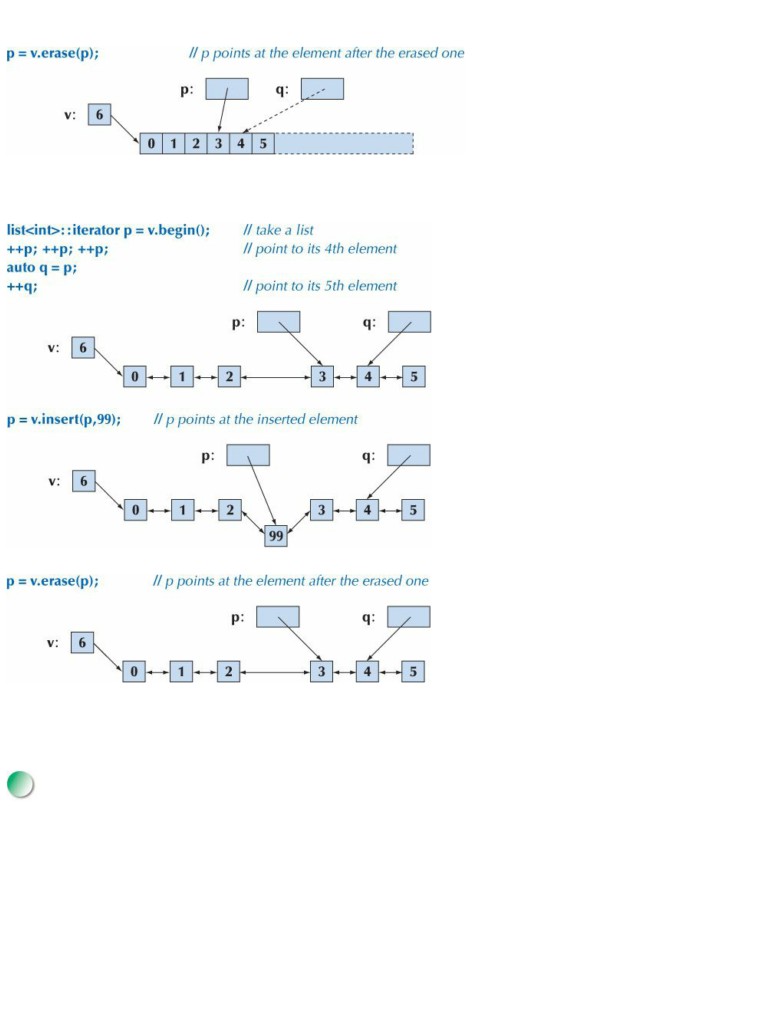 p = v.erase(p); // p points at the element after the erased one
p: q:
v: 6
0 1 2 3 4 5
list<int>::iterator p = v.begin(); // take a list
++p; ++p; ++p; // point to its 4th element
auto q = p;
++q; // point to its 5th element
p: q:
v: 6
0 1 2 3 4 5
p = v.insert(p,99); // p points at the inserted element
p: q:
v: 6
0 1 2 3 4 5
99
p = v.erase(p); // p points at the element after the erased one
p: q:
v: 6
0 1 2 3 4 5